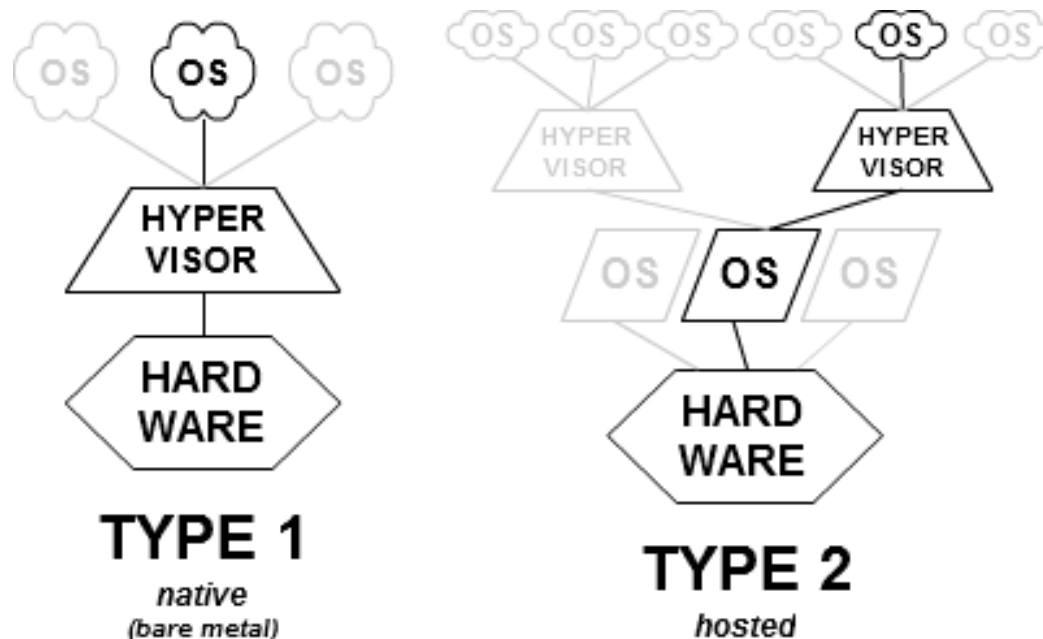 OS OS OS
HYPER
VISOR
HARD
WARE
TYPE 1
native
(bare metal)
OS OS OS OS OS OS
HYPER
VISOR
HYPER
VISOR
OS OS OS
HARD
WARE
TYPE 2
hosted